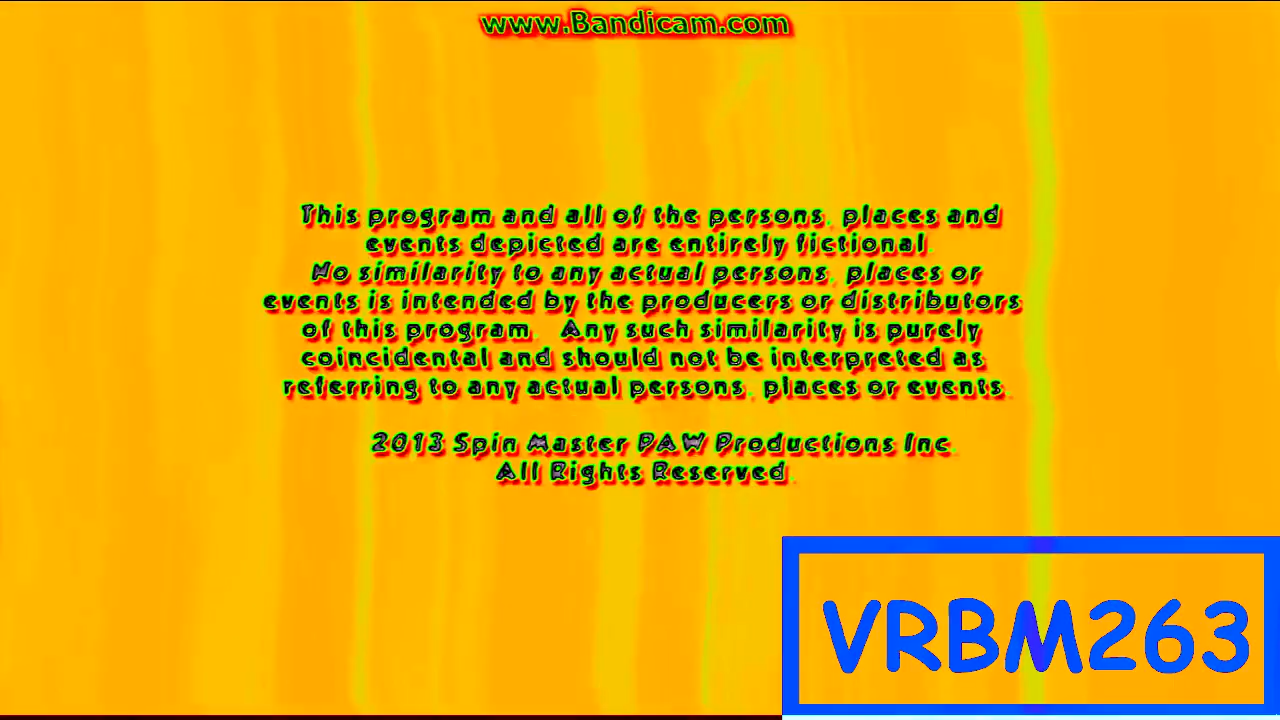 www.Bandicam.com
This program and all of the persons, places and
events depicted are entirely fictional.
No similarity to any actual persons, places or
events is intended by the producers or distributors
of this program.  Any such similarity is purely
coincidental and should not be interpreted as
referring to any actual persons, places or events.
2013 Spin Master PAW Productions Inc.
All Rights Reserved.
VRBM263